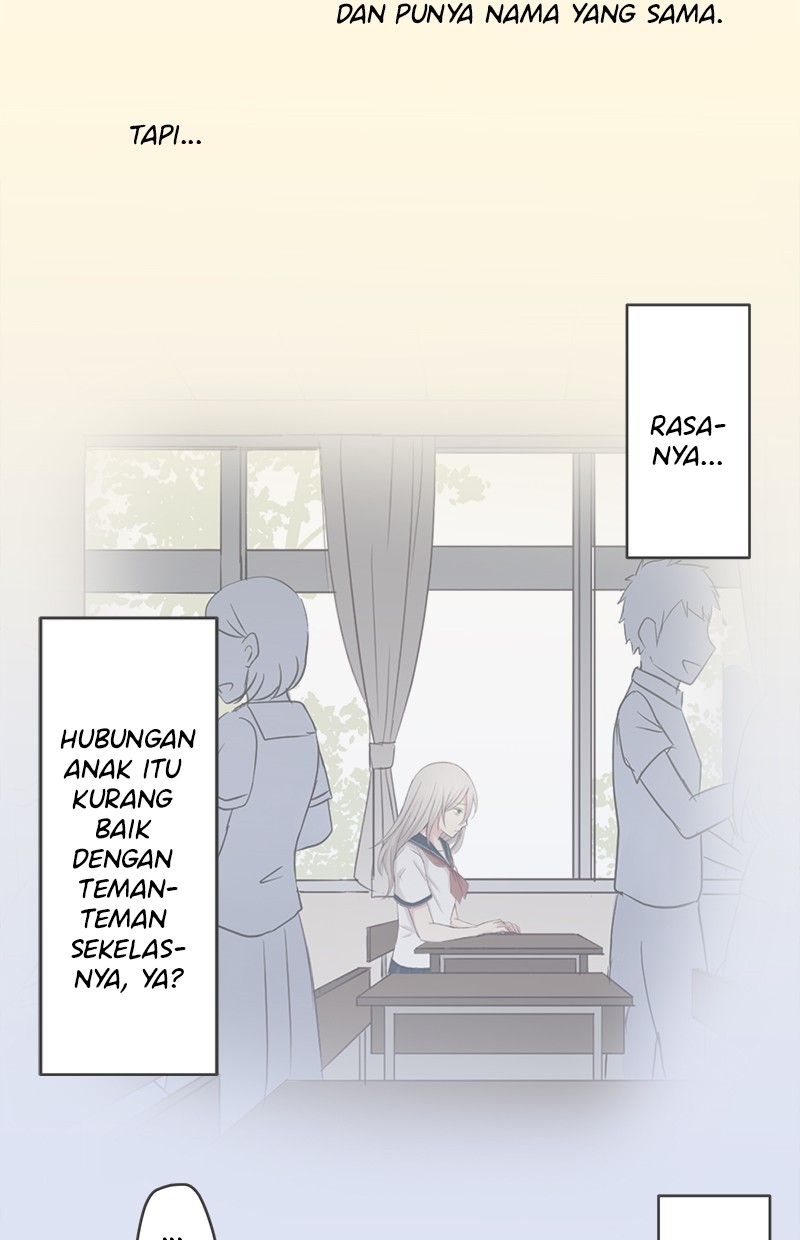 DAN PUNYA NAMA YANG SAMA.
TAPI...
RASA-
NYA...
HUBUNGAN
ANAK ITU
KURANG
BAIK
DENGAN
TEMAN-
TEMAN
SEKELAS-
NYA, YA?
...